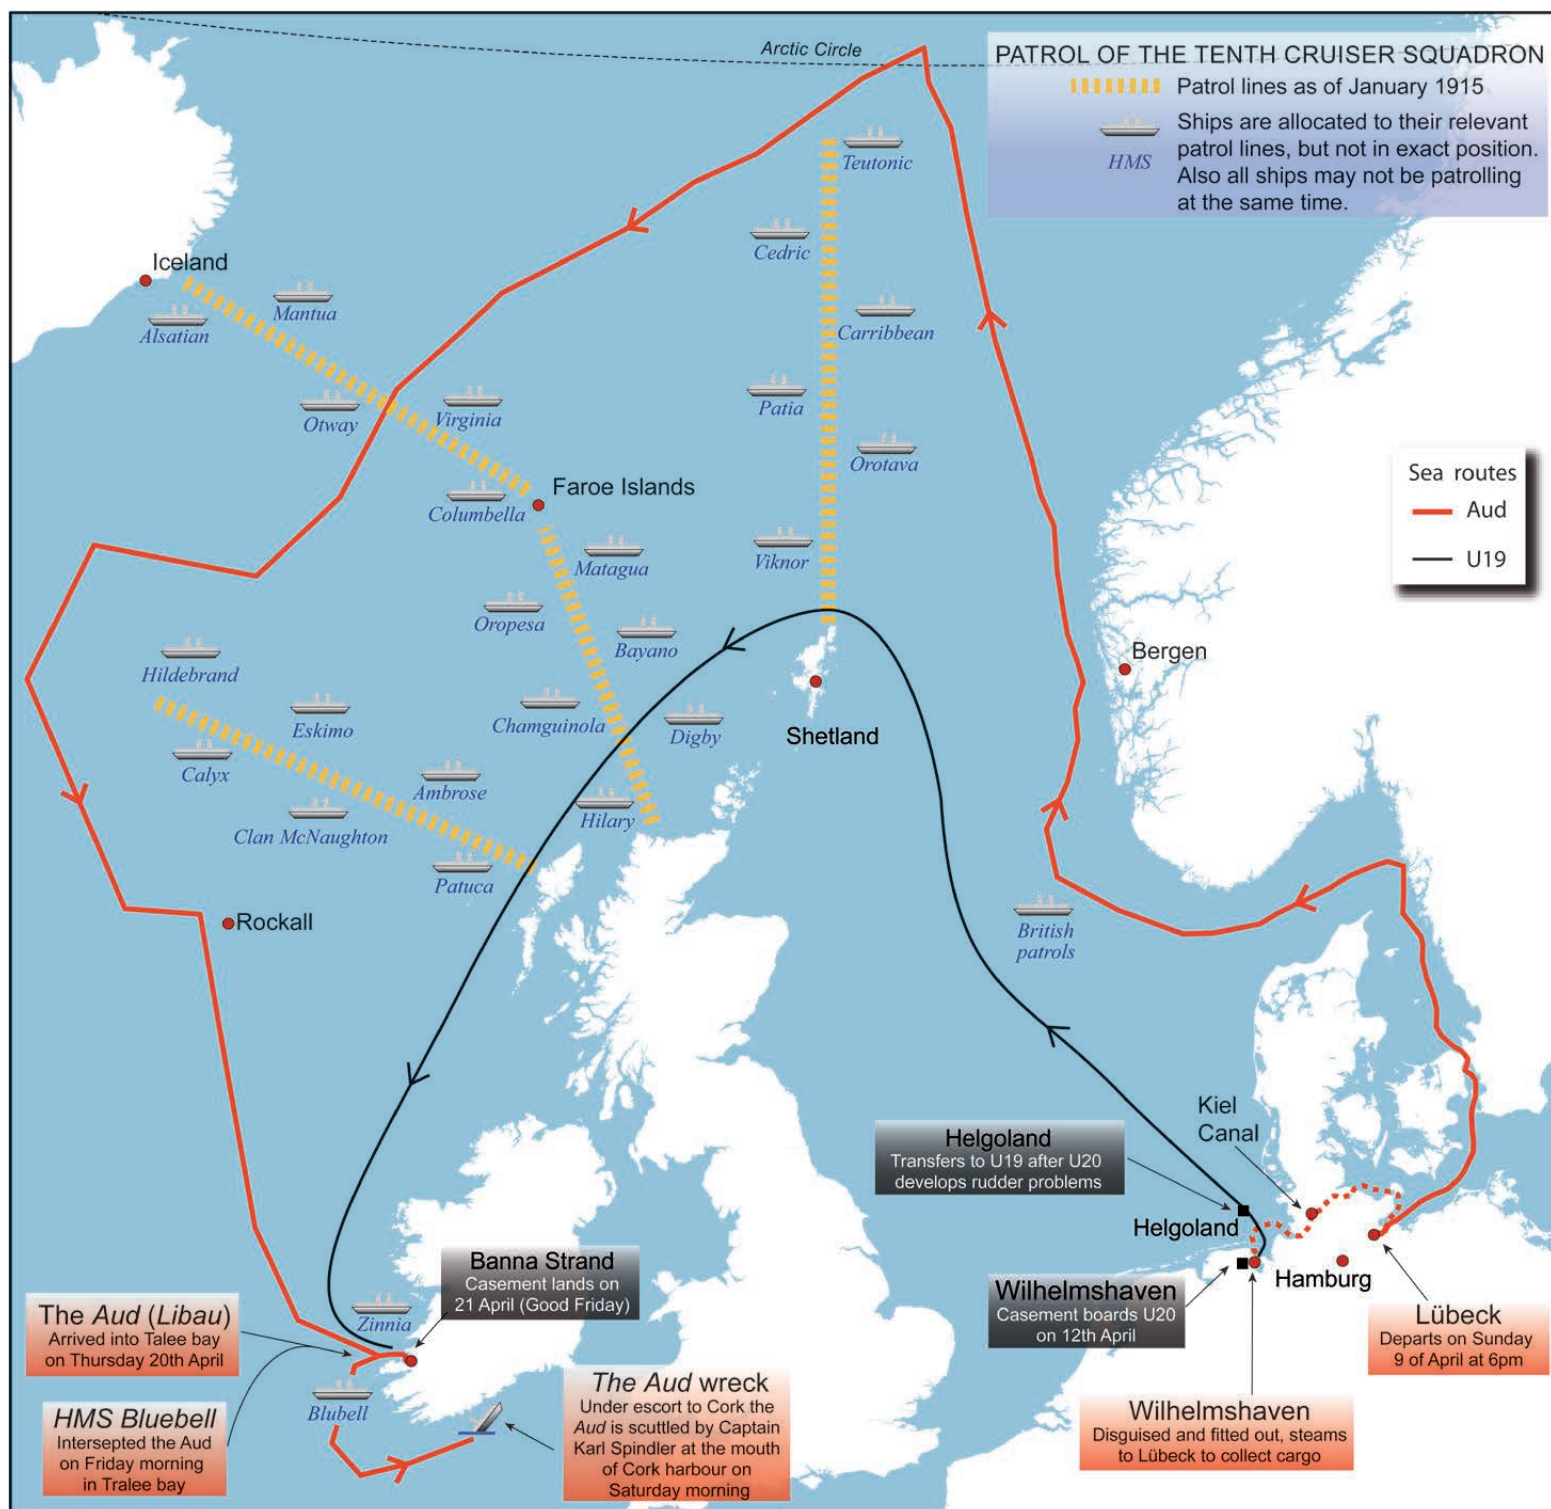 Arctic Circle
PATROL OF THE TENTH CRUISER SQUADRON
Patrol lines as of January 1915
HMS
Ships are allocated to their relevant
patrol lines, but not in exact position.
Also all ships may not be patrolling
at the same time.
Teutonic
Cedric
Iceland
Mantua
Alsatian
Carribbean
Otway
Virginia
Patia
Orotava
Sea routes
Aud
U19
Faroe Islands
Columbella
Matagua
Viknor
Oropesa
Bayano
Bergen
Hildebrand
Eskimo
Chamguinola
Digby
Shetland
Calyx
Ambrose
Clan McNaughton
Hilary
Patuca
Rockall
British
patrols
Kiel
Canal
Helgoland
Transfers to U19 after U20
develops rudder problems
Helgoland
Hamburg
Banna Strand
Casement lands on
21 April (Good Friday)
Wilhelmshaven
Casement boards U20
on 12th April
Lübeck
Departs on Sunday
9 of April at 6pm
The Aud (Libau)
Arrived into Talee bay
on Thursday 20th April
Zinnia
Blubell
HMS Bluebell
Intersepted the Aud
on Friday morning
in Tralee bay
The Aud wreck
Under escort to Cork the
Aud is scuttled by Captain
Karl Spindler at the mouth
of Cork harbour on
Saturday morning
Wilhelmshaven
Disguised and fitted out, steams
to Lübeck to collect cargo